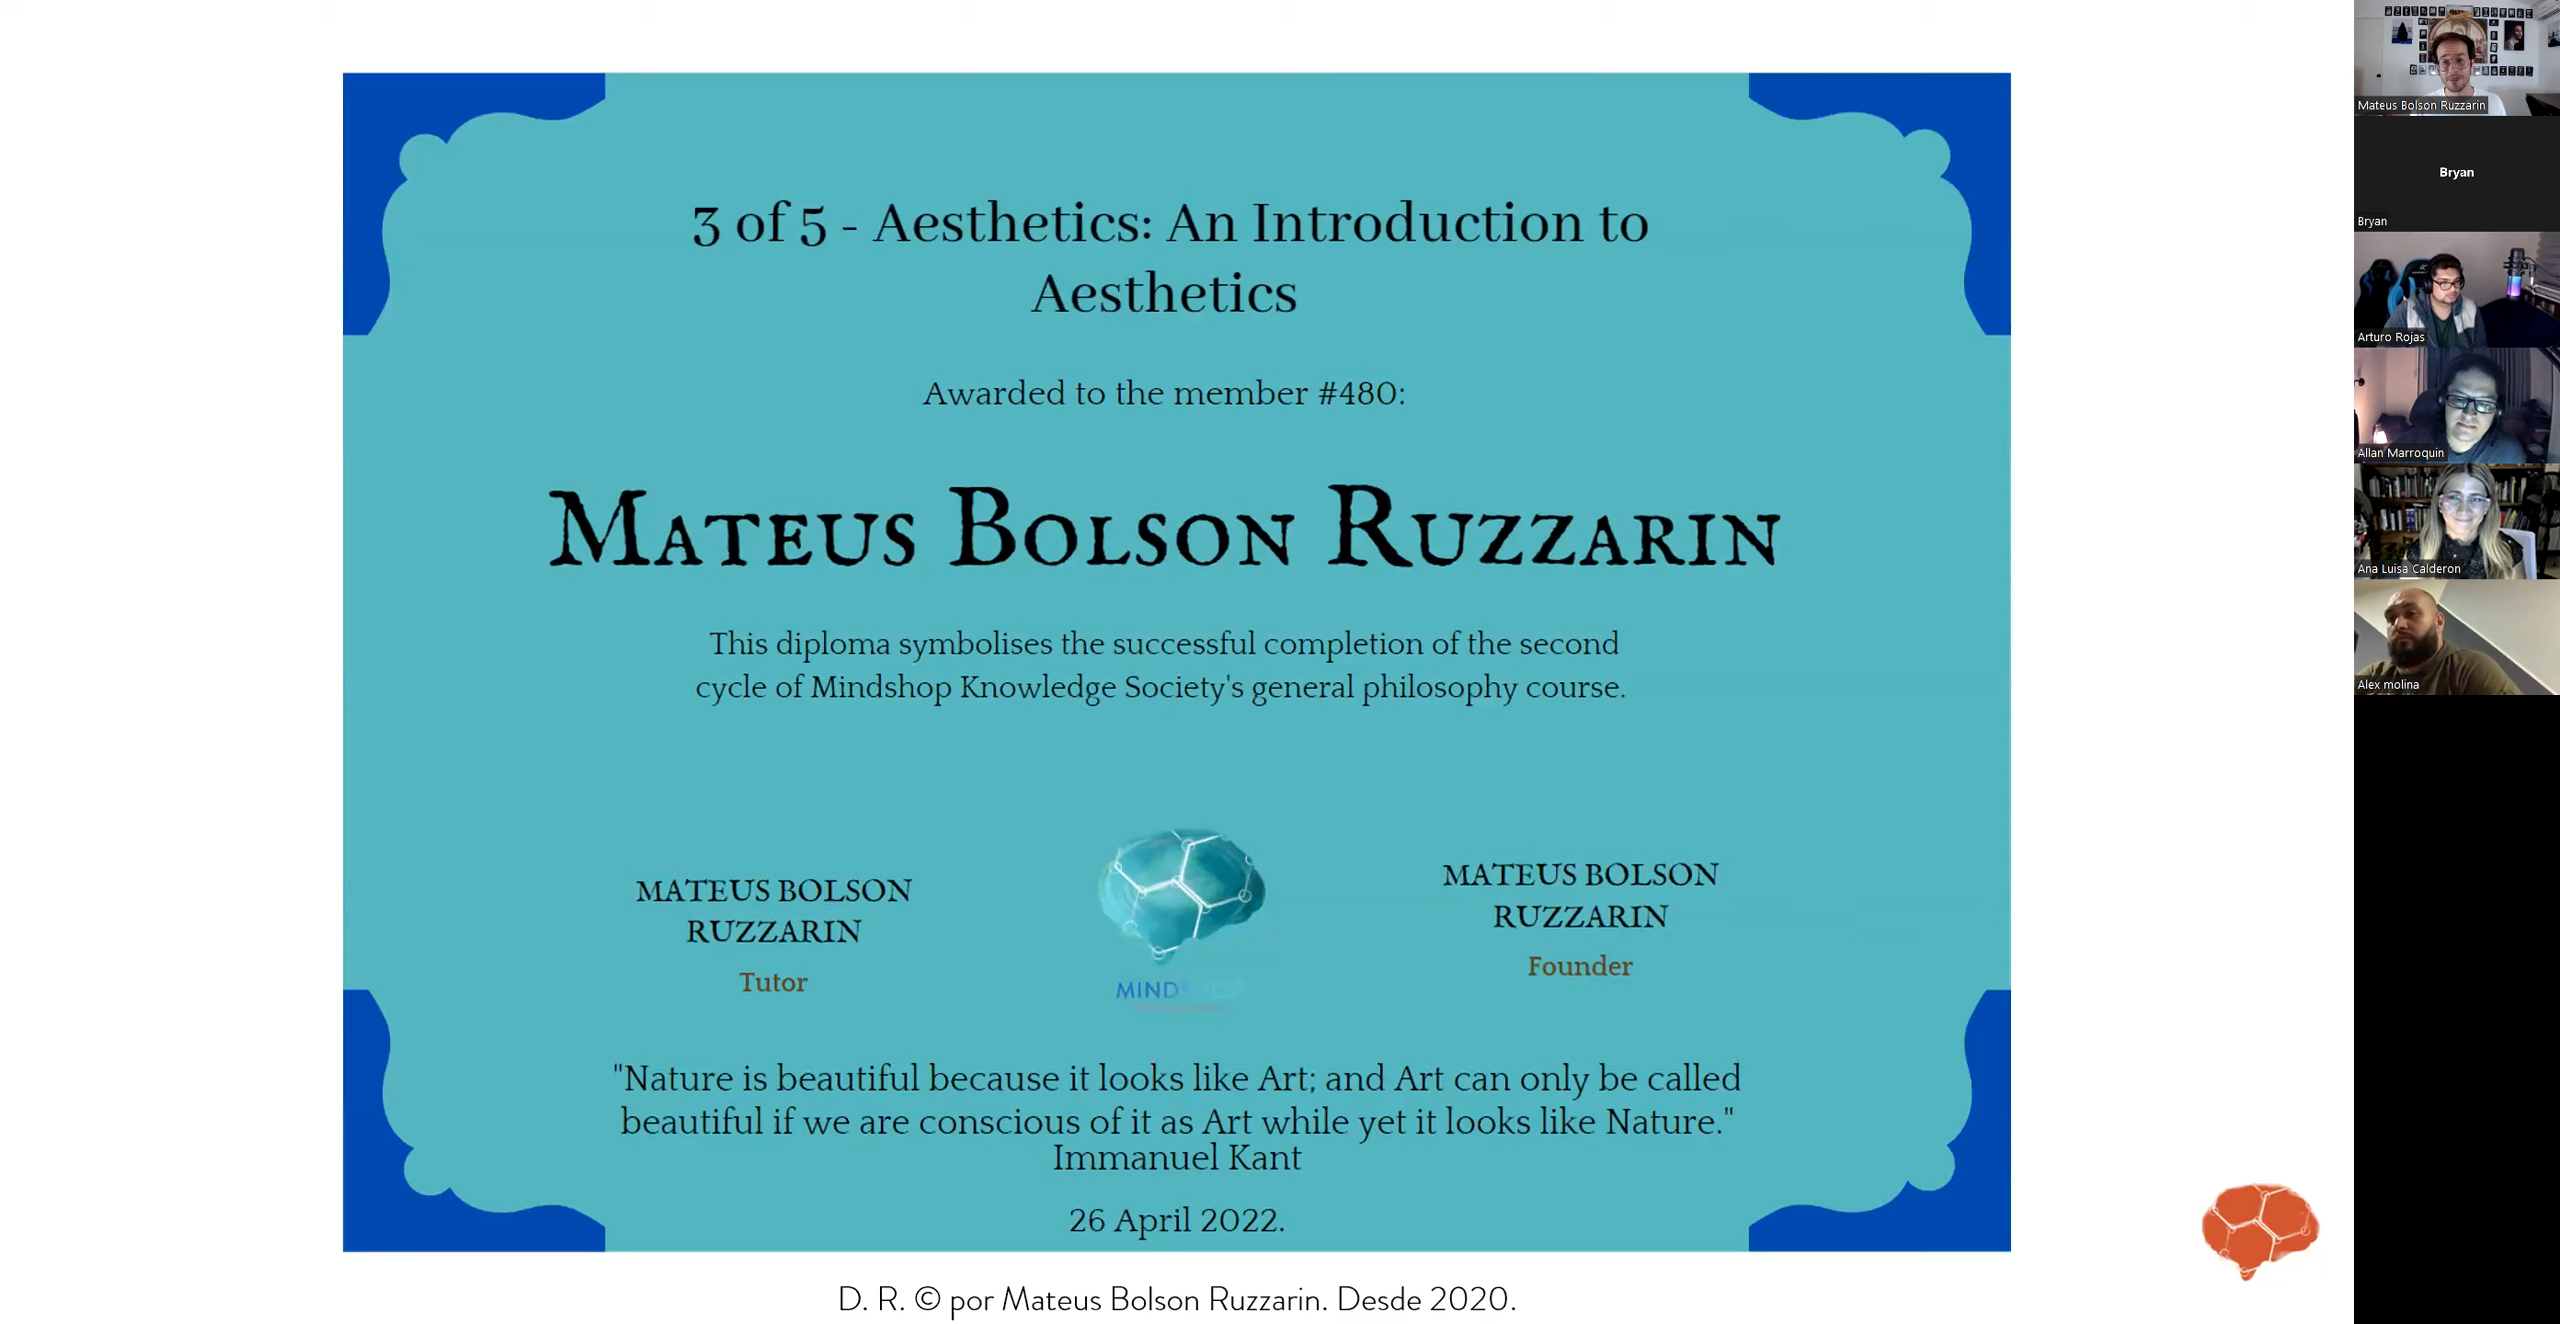 3 of 5 - Aesthetics: An Introduction to
Aesthetics
Awarded to the member #480:
Mateus Bolson Ruzzarin
This diploma symbolises the successful completion of the second
cycle of Mindshop Knowledge Society's general philosophy course.
MATEUS BOLSON
RUZZARIN
Tutor
MINDSHOP
MATEUS BOLSON
RUZZARIN
Founder
"Nature is beautiful because it looks like Art; and Art can only be called
beautiful if we are conscious of it as Art while yet it looks like Nature."
Immanuel Kant
26 April 2022.
D. R. © por Mateus Bolson Ruzzarin. Desde 2020.
Mateus Bolson Ruzzarin
Bryan
Bryan
Arturo Rojas
Allan Marroquin
Ana Luisa Calderon
Alex molina